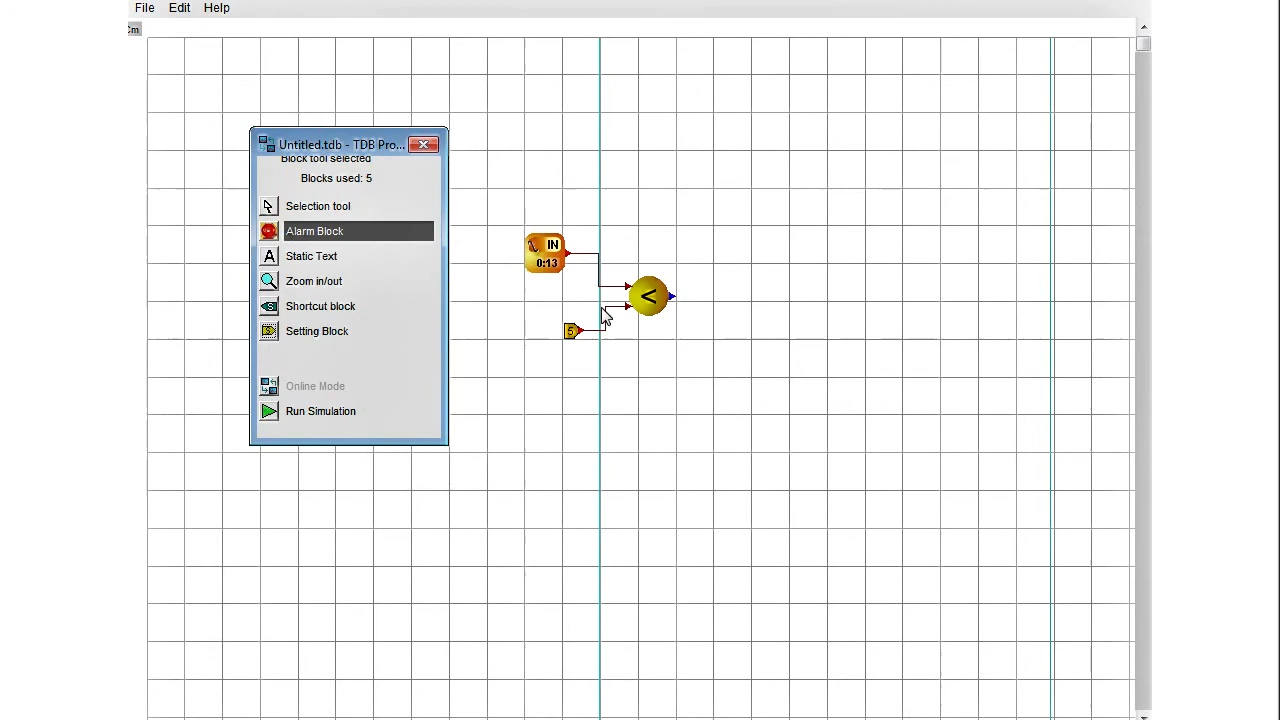 File Edit Help
Cm
Untitled.tdb - TDB Pro...
Block tool selected
Blocks used: 5
Selection tool
Alarm Block
A Static Text
Zoom in/out
S Shortcut block
Setting Block
Online Mode
Run Simulation
IN
0:13
<
5